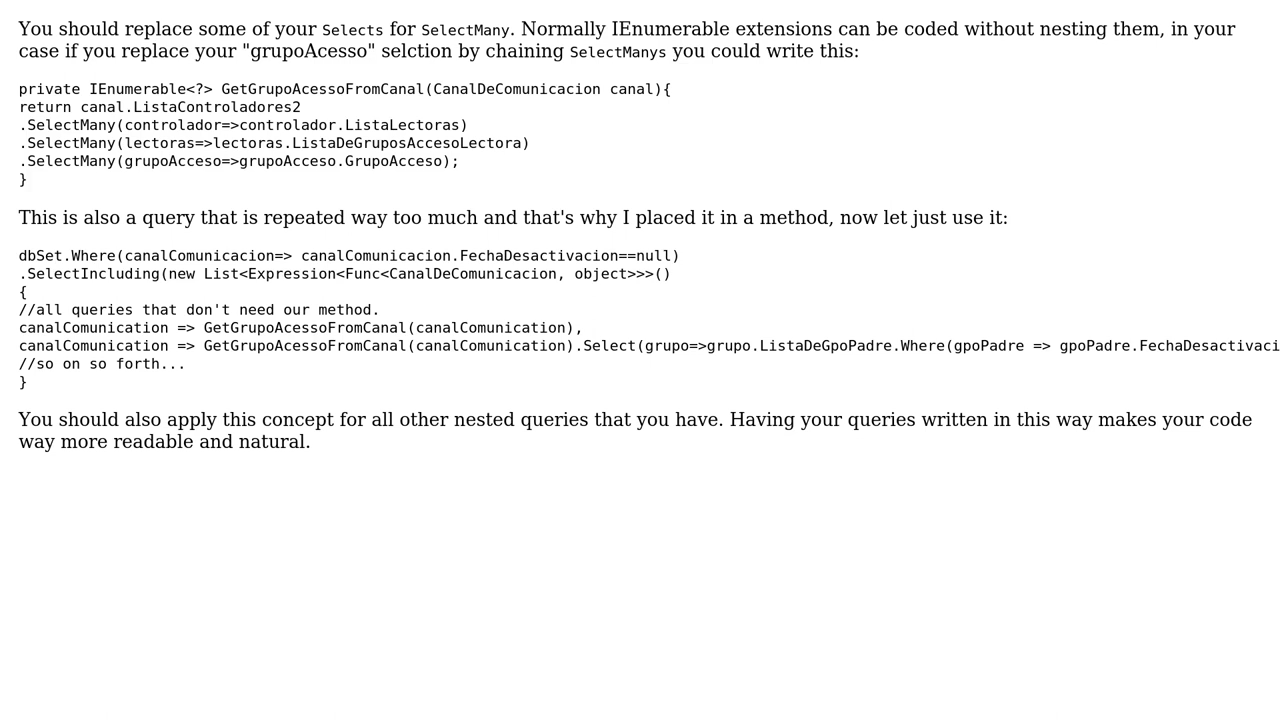 You should replace some of your Selects for SelectMany. Normally IEnumerable extensions can be coded without nesting them, in your
case if you replace your "grupoAcesso" selction by chaining SelectManys you could write this:
private IEnumerable<?> GetGrupoAcessoFromCanal(CanalDeComunicacion canal){
return canal.ListaControladores2
.SelectMany(controlador=>controlador.ListaLectoras)
.SelectMany(lectoras=>lectoras.ListaDeGruposAccesoLectora)
.SelectMany(grupoAcceso=>grupoAcceso.GrupoAcceso);
}
This is also a query that is repeated way too much and that's why I placed it in a method, now let just use it:
dbSet.Where(canalComunicacion=> canalComunicacion.FechaDesactivacion==null)
.SelectIncluding(new List<Expression<Func<CanalDeComunicacion, object>>>()
{
//all queries that don't need our method.
canalComunication => GetGrupoAcessoFromCanal(canalComunication),
canalComunication => GetGrupoAcessoFromCanal(canalComunication).Select(grupo=>grupo.ListaDeGpoPadre.Where(gpoPadre => gpoPadre.FechaDesactivaci
//so on so forth...
}
You should also apply this concept for all other nested queries that you have. Having your queries written in this way makes your code
way more readable and natural.